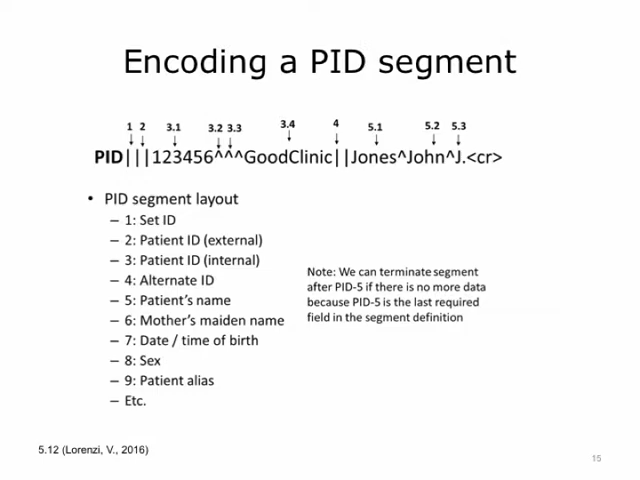 Encoding a PID segment
1 2 3.1 3.2 3.3 3.4 4 5.1 5.2 5.3
PID|||123456^^^GoodClinic||Jones^John^J.<cr>
• PID segment layout
– 1: Set ID
– 2: Patient ID (external)
– 3: Patient ID (internal)
– 4: Alternate ID
– 5: Patient's name
– 6: Mother's maiden name
– 7: Date / time of birth
– 8: Sex
– 9: Patient alias
– Etc.
Note: We can terminate segment
after PID-5 if there is no more data
because PID-5 is the last required
field in the segment definition
5.12 (Lorenzi, V., 2016)
15